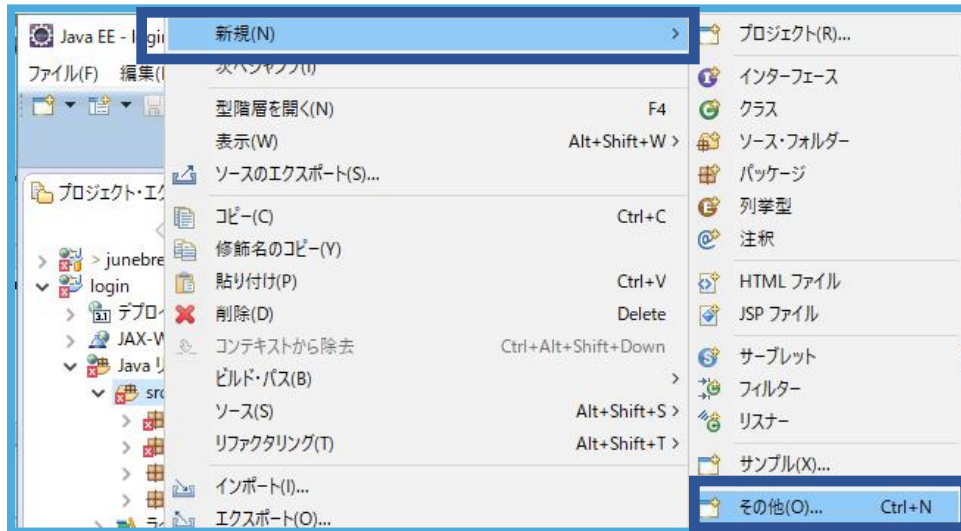 Java EE - logi
ファイル(F) 編集(
プロジェクト・エク
> junebre
login
デプロイ
JAX-W
Java リ
src
ラ
新規(N)
次へジャンプ(I)
型階層を開く(N) F4
表示(W) Alt+Shift+W >
ソースのエクスポート(S)...
コピー(C) Ctrl+C
修飾名のコピー(Y)
貼り付け(P) Ctrl+V
削除(D) Delete
コンテキストから除去 Ctrl+Alt+Shift+Down
ビルド・パス(B) >
ソース(S) Alt+Shift+S >
リファクタリング(T) Alt+Shift+T >
インポート(I)...
エクスポート(O)...
プロジェクト(R)...
インターフェース
クラス
ソース・フォルダー
パッケージ
列挙型
注釈
HTML ファイル
JSP ファイル
サーブレット
フィルター
リスナー
サンプル(X)...
その他(O)... Ctrl+N